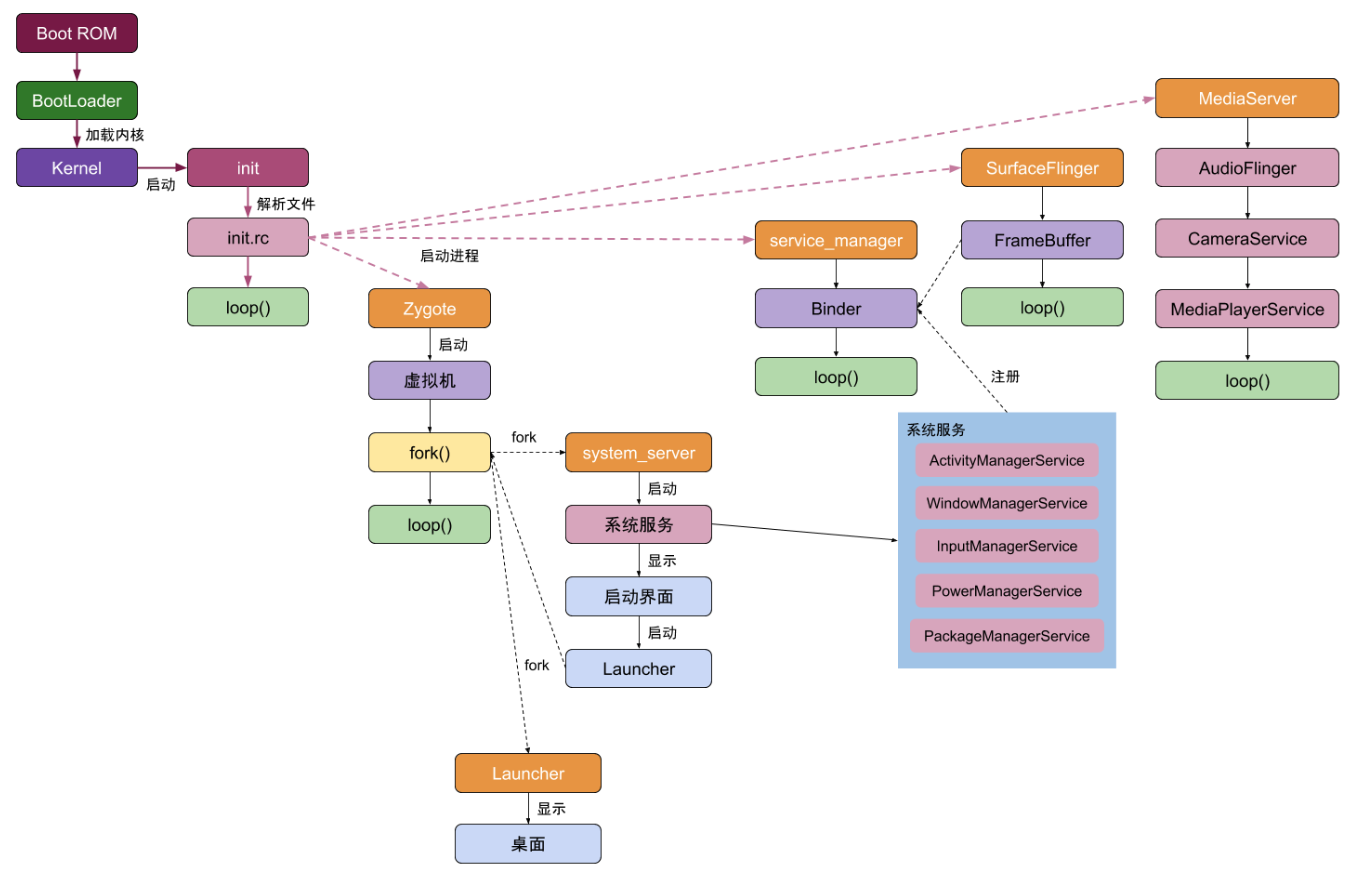 Boot ROM
BootLoader
加载内核
Kernel
启动
init
解析文件
init.rc
loop()
启动进程
Zygote
启动
虚拟机
fork()
loop()
fork
system_server
启动
系统服务
显示
启动界面
启动
Launcher
fork
Launcher
显示
桌面
service_manager
Binder
loop()
SurfaceFlinger
FrameBuffer
loop()
MediaServer
AudioFlinger
CameraService
MediaPlayerService
loop()
注册
系统服务
ActivityManagerService
WindowManagerService
InputManagerService
PowerManagerService
PackageManagerService